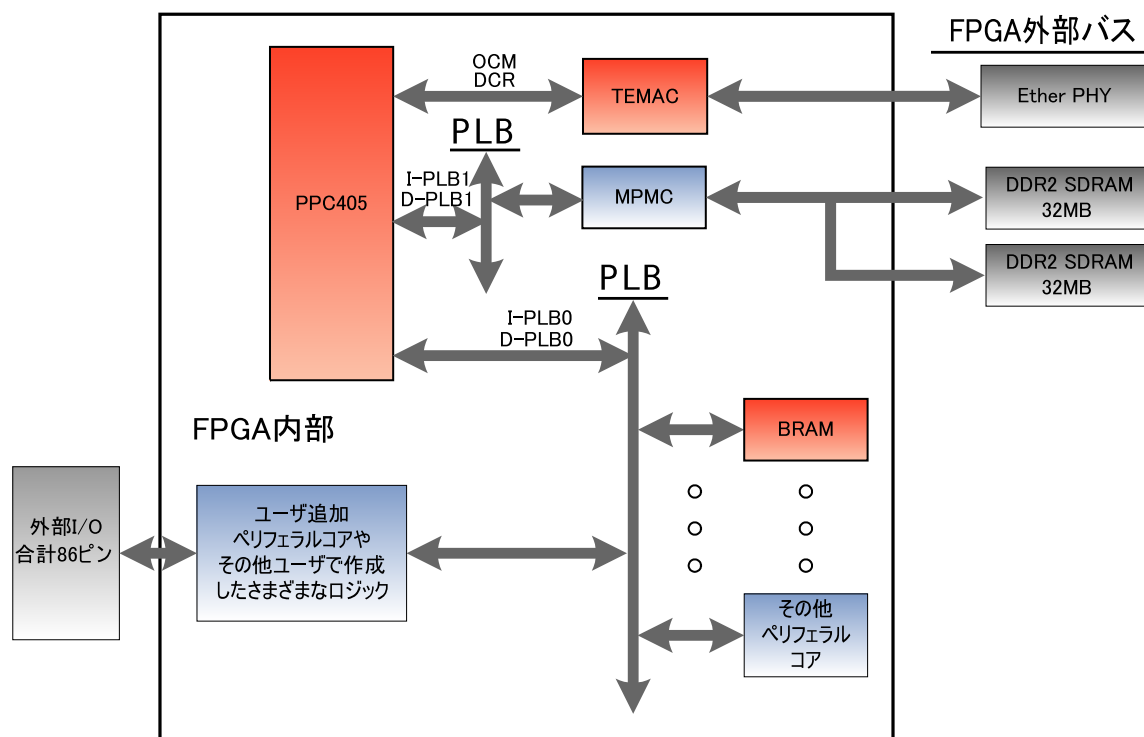 FPGA外部バス
OCM
DCR
TEMAC
Ether PHY
PLB
PPC405
I-PLB1
D-PLB1
MPMC
DDR2 SDRAM
32MB
DDR2 SDRAM
32MB
PLB
I-PLB0
D-PLB0
FPGA内部
BRAM
外部I/O
合計86ピン
ユーザ追加
ペリフェラルコアや
その他ユーザで作成
したさまざまなロジック
その他
ペリフェラル
コア